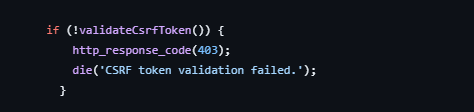 if (!validateCsrfToken()) {
http_response_code(403);
die('CSRF token validation failed.');
}